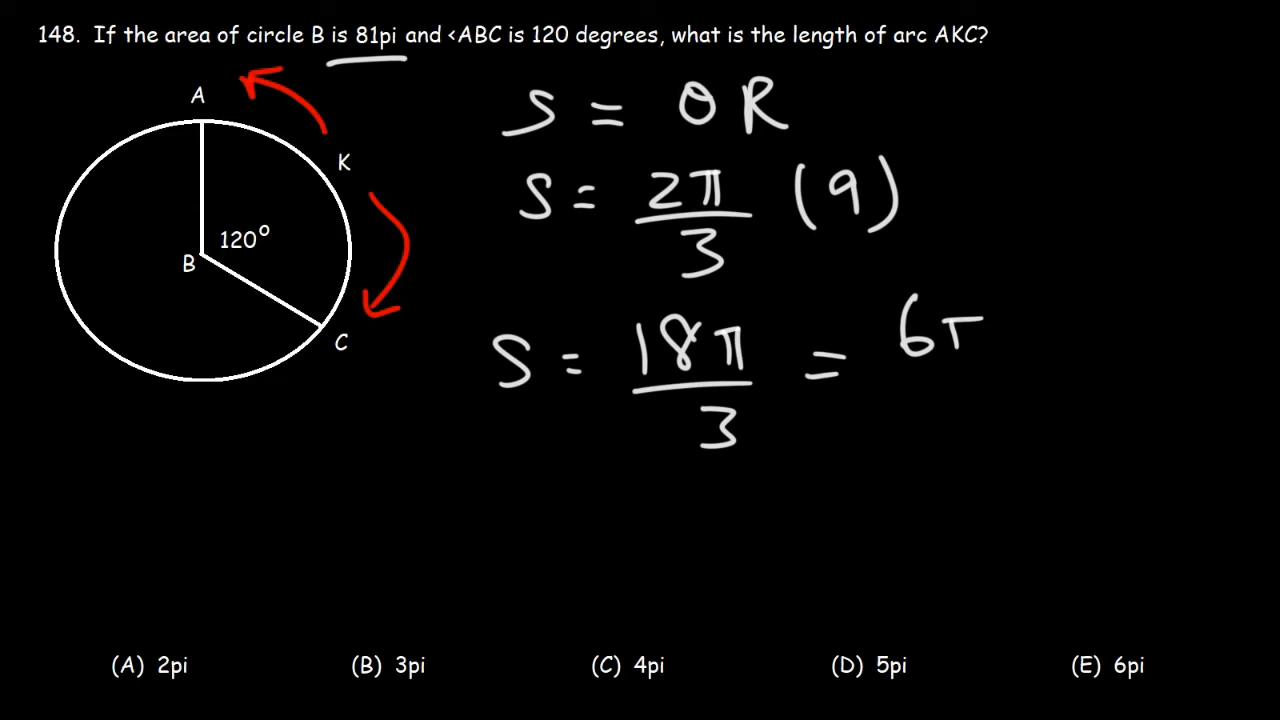 148. If the area of circle B is 81pi and <ABC is 120 degrees, what is the length of arc AKC?
A
K
120°
B
C
S = θR
S = 2π/3 (9)
S = 18π/3 = 6π
(A) 2pi (B) 3pi (C) 4pi (D) 5pi (E) 6pi